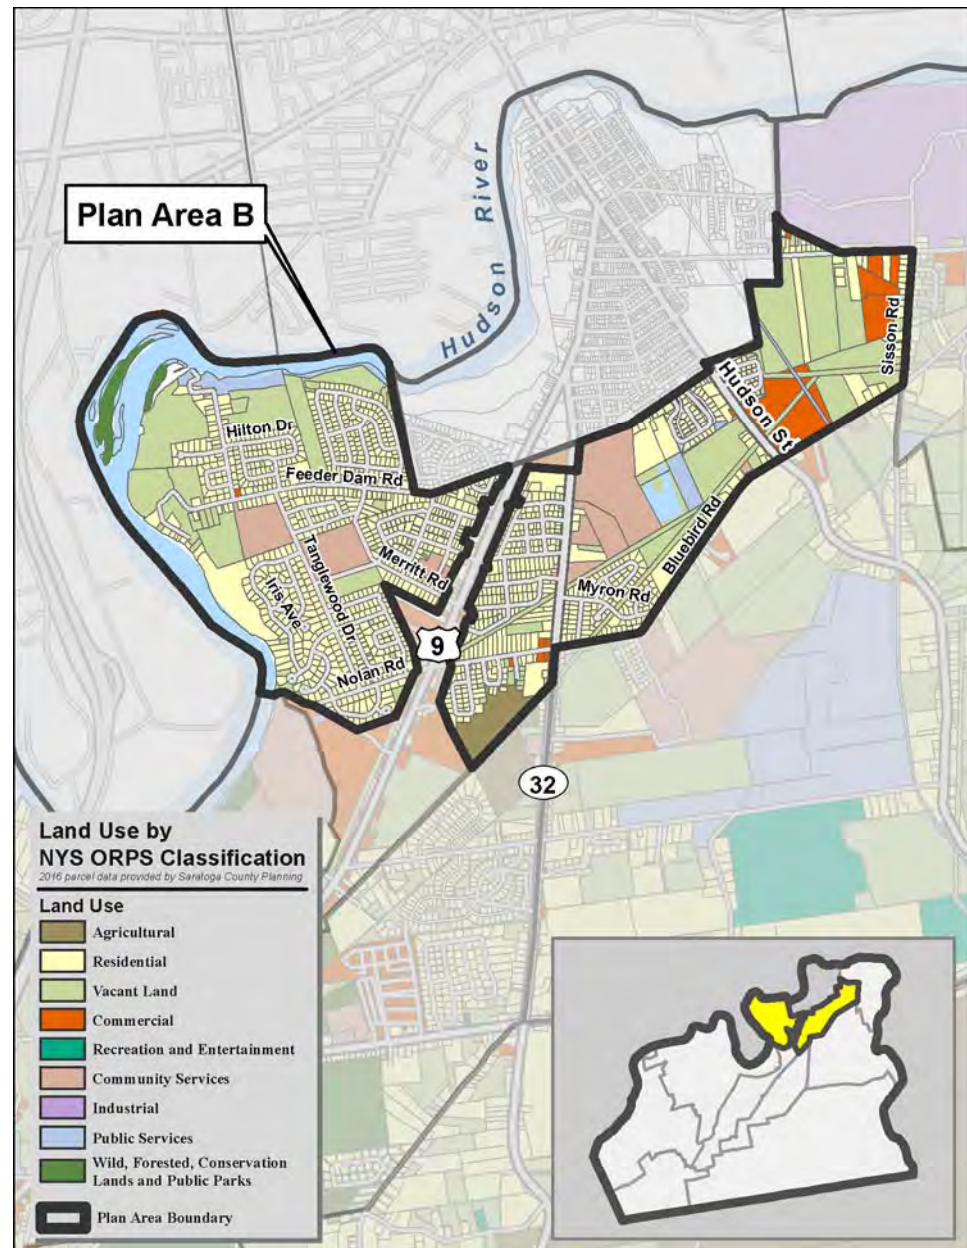 Plan Area B
Hudson River
Hilton Dr
Feeder Dam Rd
Merritt Rd
Tanglewood Dr
Iris Ave
Nolan Rd
9
Hudson St
Sisson Rd
Bluebird Rd
Myron Rd
32
Land Use by
NYS ORPS Classification
2016 parcel data provided by Saratoga County Planning
Land Use
Agricultural
Residential
Vacant Land
Commercial
Recreation and Entertainment
Community Services
Industrial
Public Services
Wild, Forested, Conservation
Lands and Public Parks
Plan Area Boundary